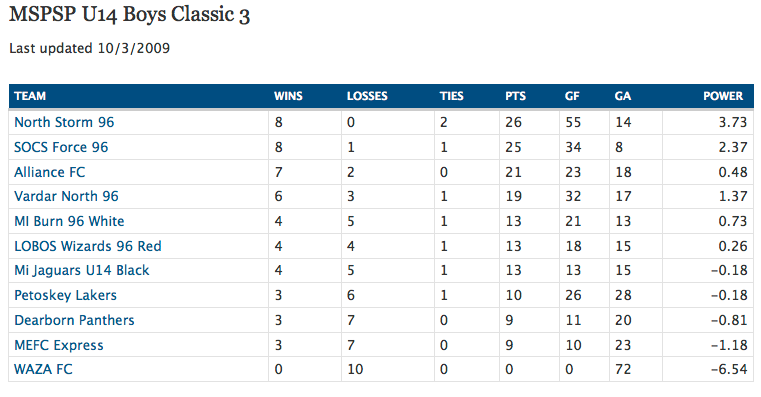 MSPSP U14 Boys Classic 3
Last updated 10/3/2009
TEAM WINS LOSSES TIES PTS GF GA POWER
North Storm 96 8 0 2 26 55 14 3.73
SOCS Force 96 8 1 1 25 34 8 2.37
Alliance FC 7 2 0 21 23 18 0.48
Vardar North 96 6 3 1 19 32 17 1.37
MI Burn 96 White 4 5 1 13 21 13 0.73
LOBOS Wizards 96 Red 4 4 1 13 18 15 0.26
Mi Jaguars U14 Black 4 5 1 13 13 15 −0.18
Petoskey Lakers 3 6 1 10 26 28 −0.18
Dearborn Panthers 3 7 0 9 11 20 −0.81
MEFC Express 3 7 0 9 10 23 −1.18
WAZA FC 0 10 0 0 0 72 −6.54